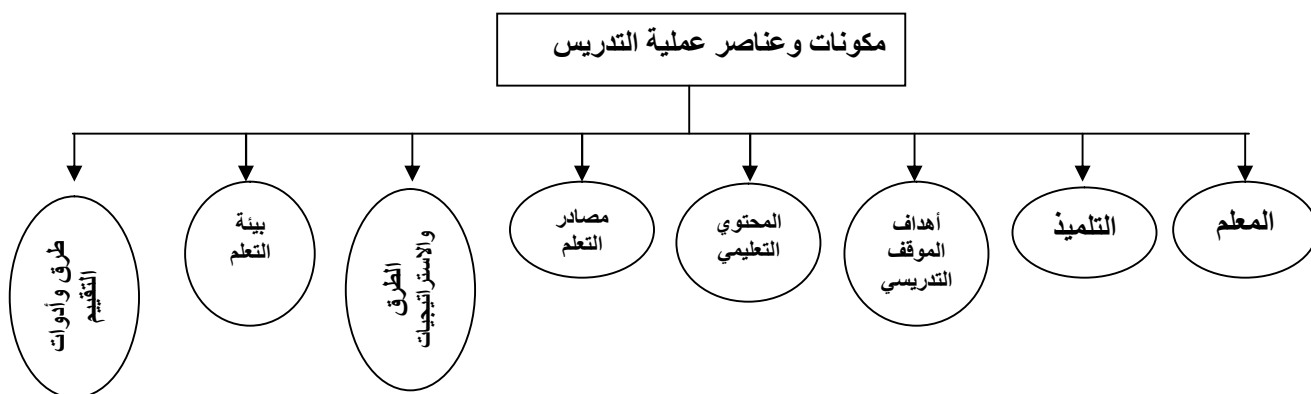 مكونات وعناصر عملية التدريس
المعلم
التلميذ
أهداف
الموقف
التدريسي
المحتوي
التعليمي
مصادر
التعلم
الطرق
والاستراتيجيات
بيئة
التعلم
طرق وأدوات
التقييم